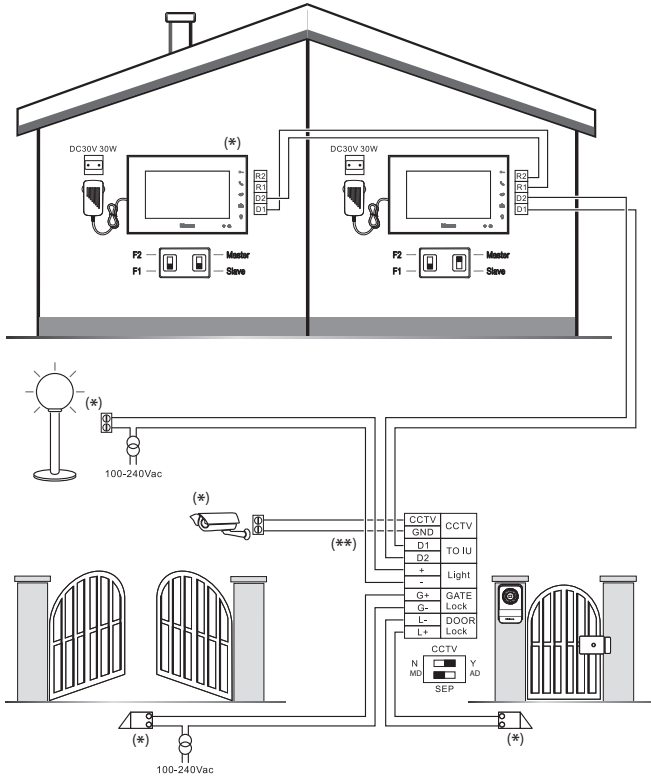 (*)
DC30V 30W
DC30V 30W
R2
R1
D2
D1
R2
R1
D2
D1
F2
Master
F1
Slave
F2
Master
F1
Slave
(*)
100-240Vac
(*)
(**)
CCTV
GND
CCTV
D1
D2
TO IU
+
-
Light
G+
G-
GATE
Lock
L-
L+
DOOR
Lock
CCTV
N
Y
MD
AD
SEP
(*)
(*)
100-240Vac